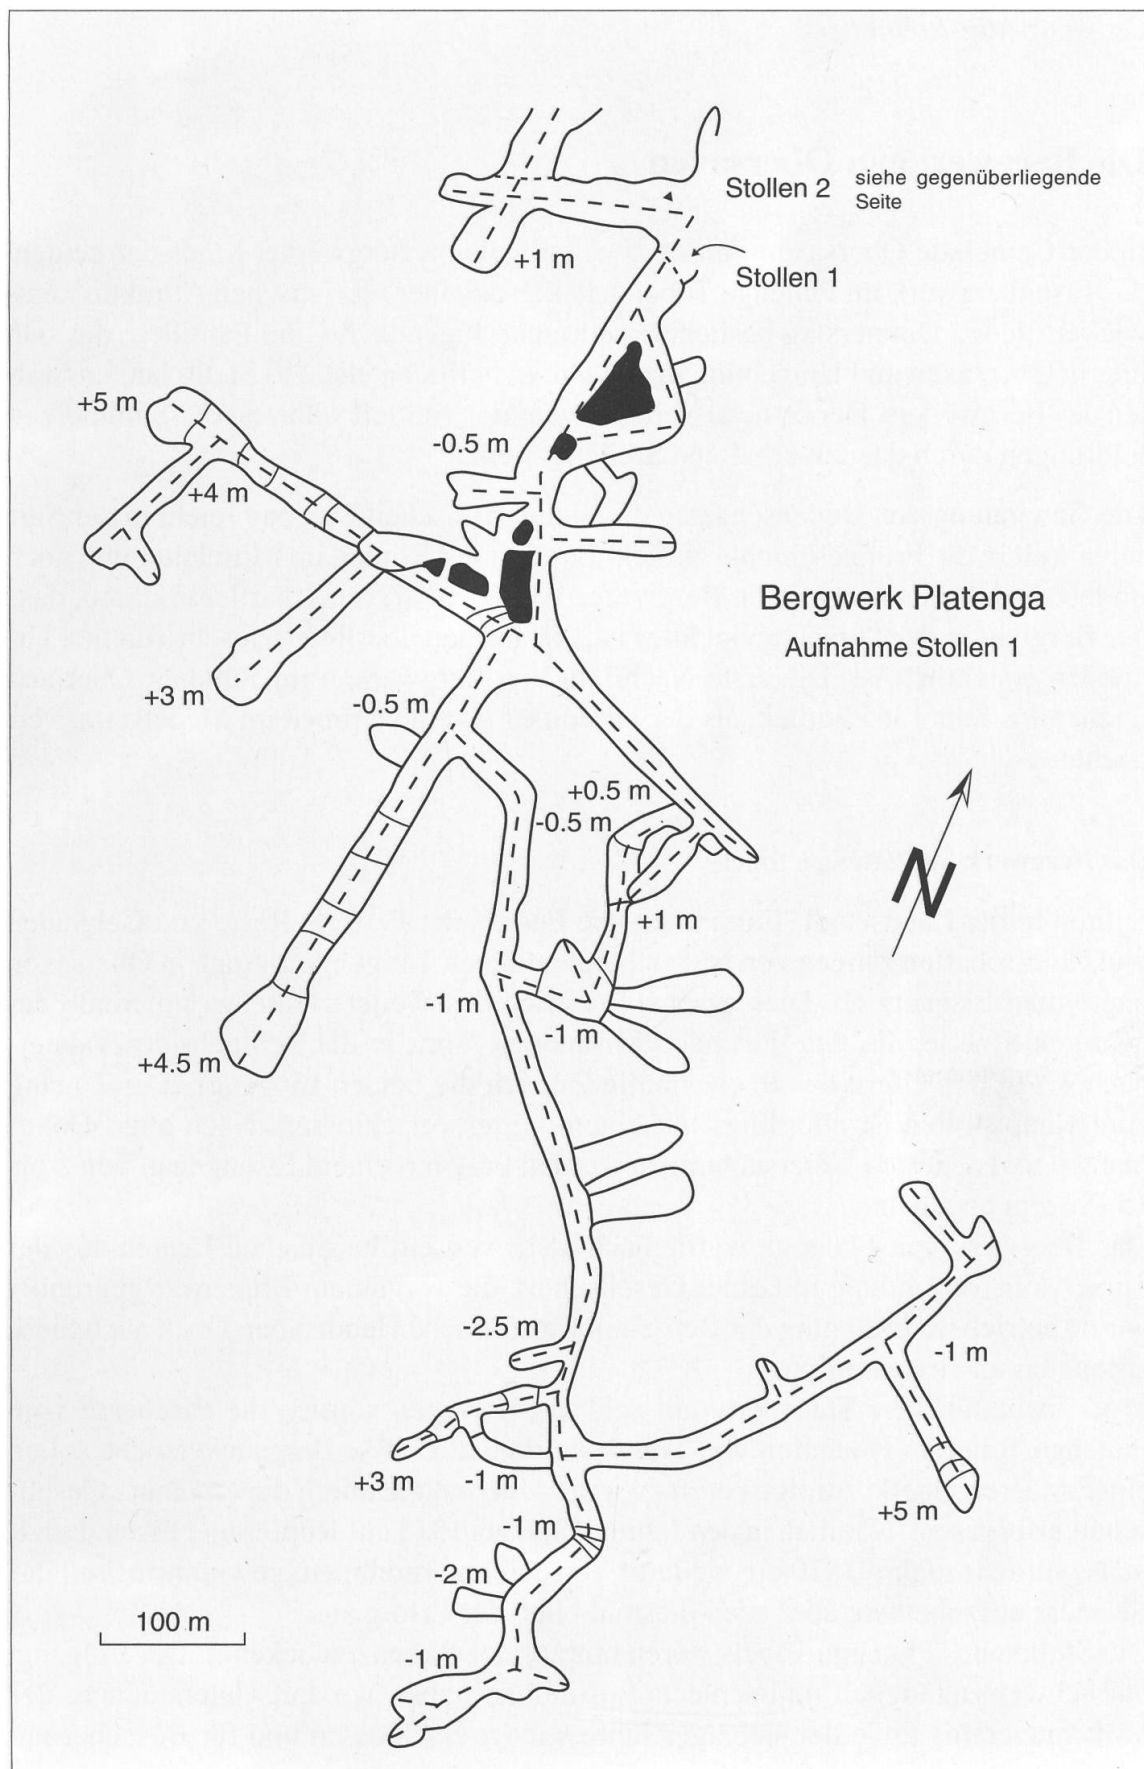 Stollen 2 siehe gegenüberliegende
Seite
+1 m
Stollen 1
+5 m
-0.5 m
+4 m
Bergwerk Platenga
Aufnahme Stollen 1
+3 m
-0.5 m
+0.5 m
-0.5 m
N
+1 m
-1 m
-1 m
+4.5 m
-2.5 m
-1 m
+3 m
-1 m
+5 m
-1 m
-2 m
100 m
-1 m